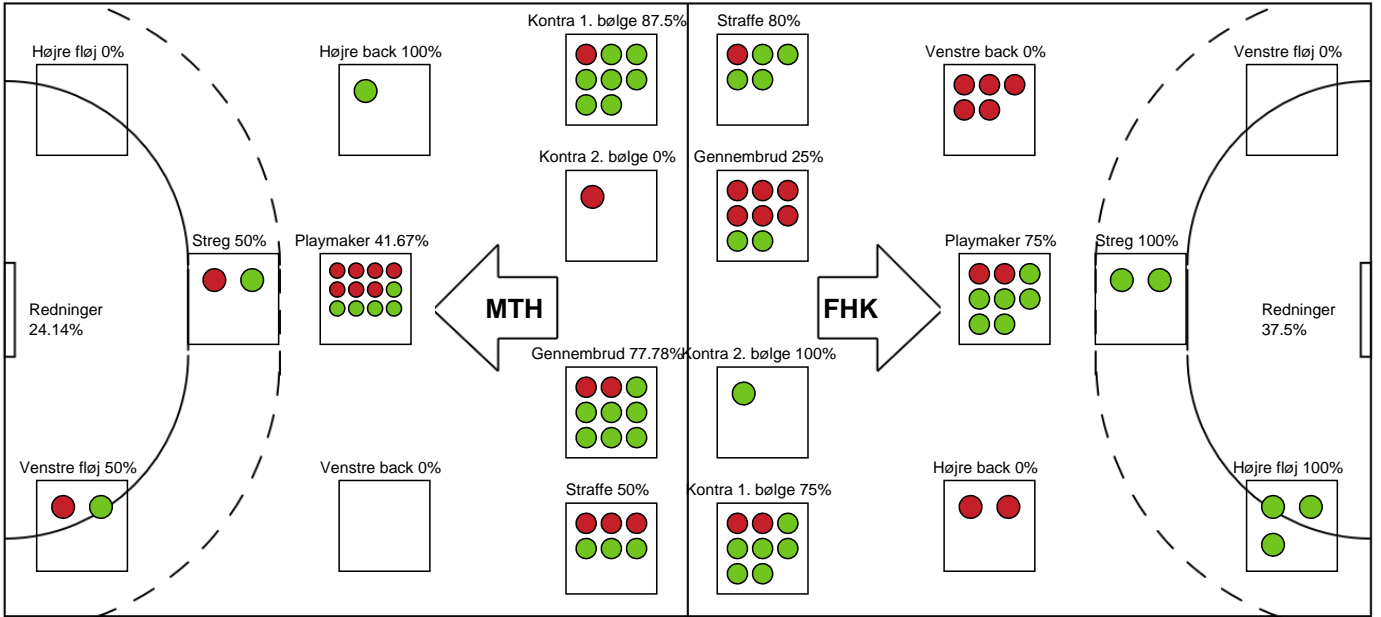 Kontra 1. bølge 87.5%
Straffe 80%
Højre fløj 0%
Højre back 100%
Venstre back 0%
Venstre fløj 0%
Kontra 2. bølge 0%
Gennembrud 25%
Streg 50%
Playmaker 41.67%
Playmaker 75%
Streg 100%
Redninger
24.14%
MTH
FHK
Redninger
37.5%
Gennembrud 77.78%
Kontra 2. bølge 100%
Venstre fløj 50%
Venstre back 0%
Straffe 50%
Kontra 1. bølge 75%
Højre back 0%
Højre fløj 100%